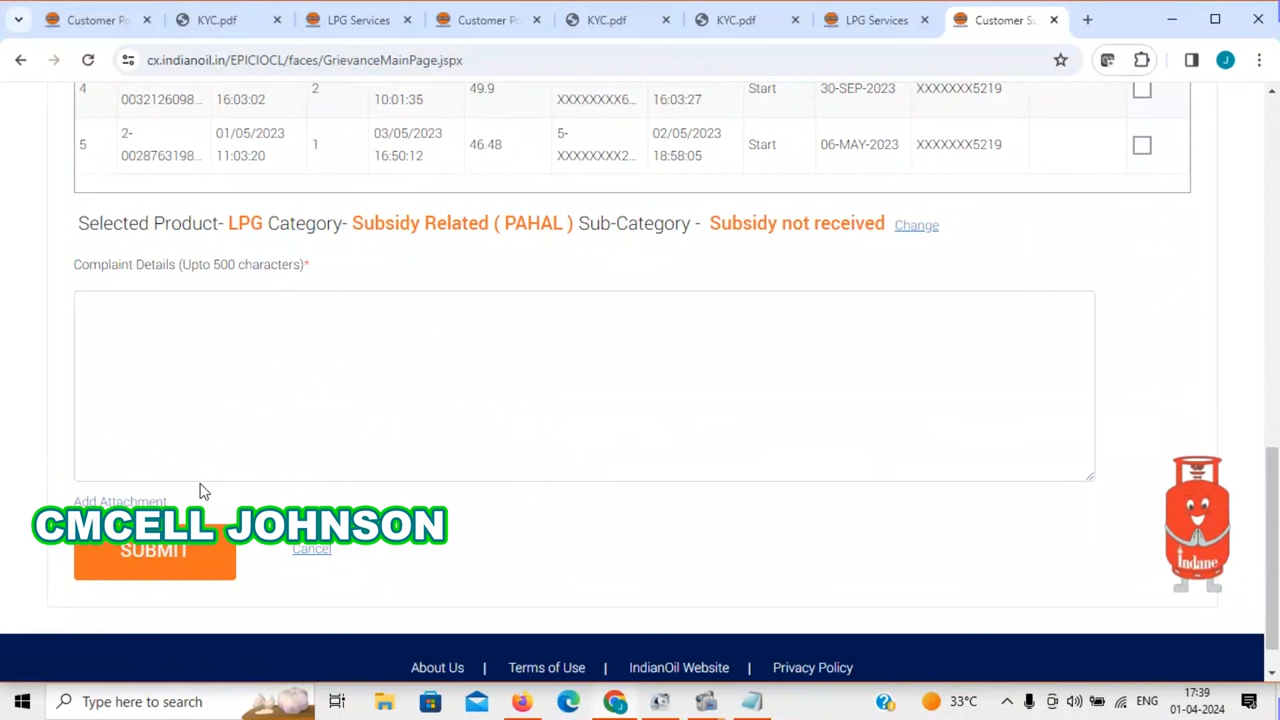 Customer Po
KYC.pdf
LPG Services
Customer Po
KYC.pdf
KYC.pdf
LPG Services
Customer Su
cx.indianoil.in/EPICIOCL/faces/GrievanceMainPage.jspx
J
4 0032126098... 16:03:02 2 10:01:35 49.9 XXXXXXXX6... 16:03:27 Start 30-SEP-2023 XXXXXXX5219
5 2- 0028763198... 01/05/2023 11:03:20 1 03/05/2023 16:50:12 46.48 5- XXXXXXXX2... 02/05/2023 18:58:05 Start 06-MAY-2023 XXXXXXX5219
Selected Product- LPG Category- Subsidy Related ( PAHAL ) Sub-Category - Subsidy not received Change
Complaint Details (Upto 500 characters)*
Add Attachment
CMCELL JOHNSON
SUBMIT
Cancel
Indane
About Us | Terms of Use | IndianOil Website | Privacy Policy
Type here to search
33°C
ENG
17:39
01-04-2024